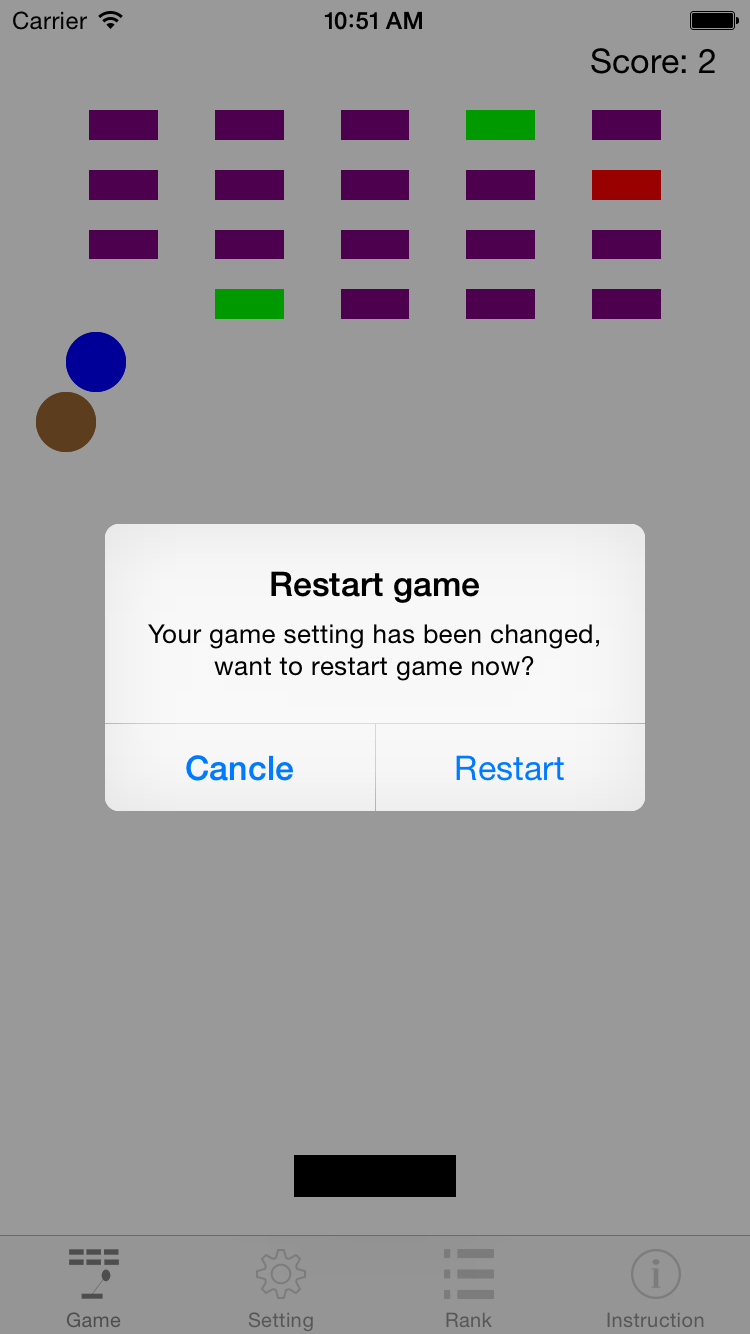 Carrier 10:51 AM
Score: 2
Restart game
Your game setting has been changed,
want to restart game now?
Cancle Restart
Game Setting Rank Instruction